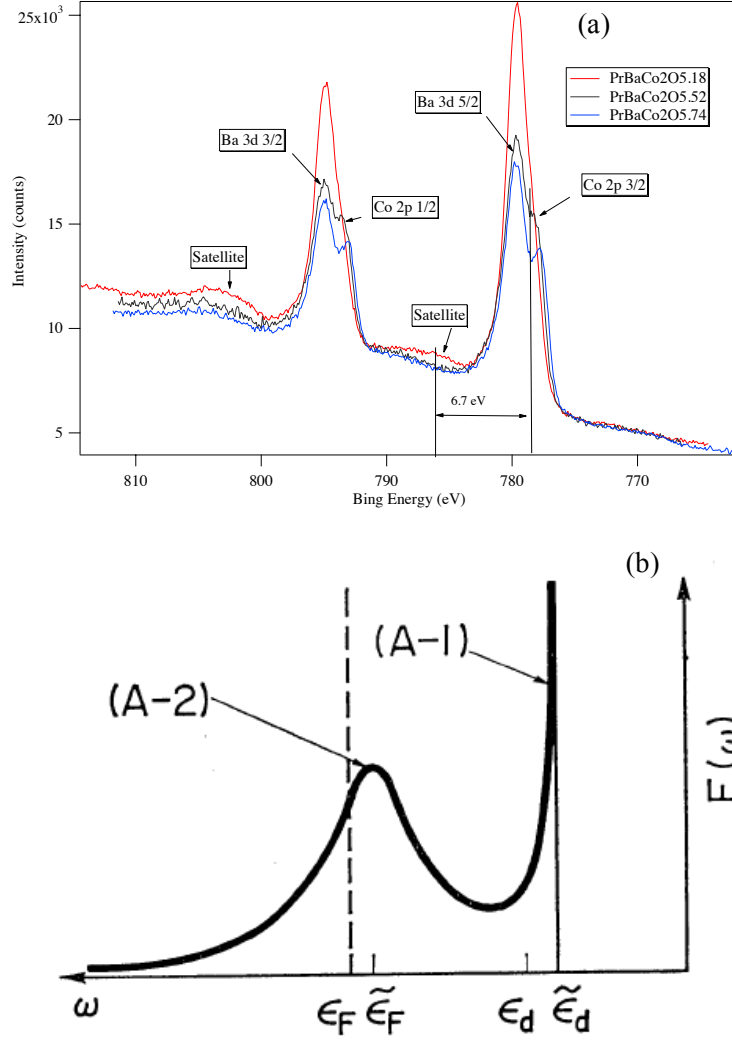 (a)
25x10³
20
15
10
5
Intensity (counts)
PrBaCo2O5.18
PrBaCo2O5.52
PrBaCo2O5.74
Ba 3d 5/2
Ba 3d 3/2
Co 2p 3/2
Co 2p 1/2
Satellite
Satellite
6.7 eV
810 800 790 780 770
Bing Energy (eV)
(b)
(A-1)
(A-2)
F(ω)
ω ϵF ϵ̃F ϵd ϵ̃d